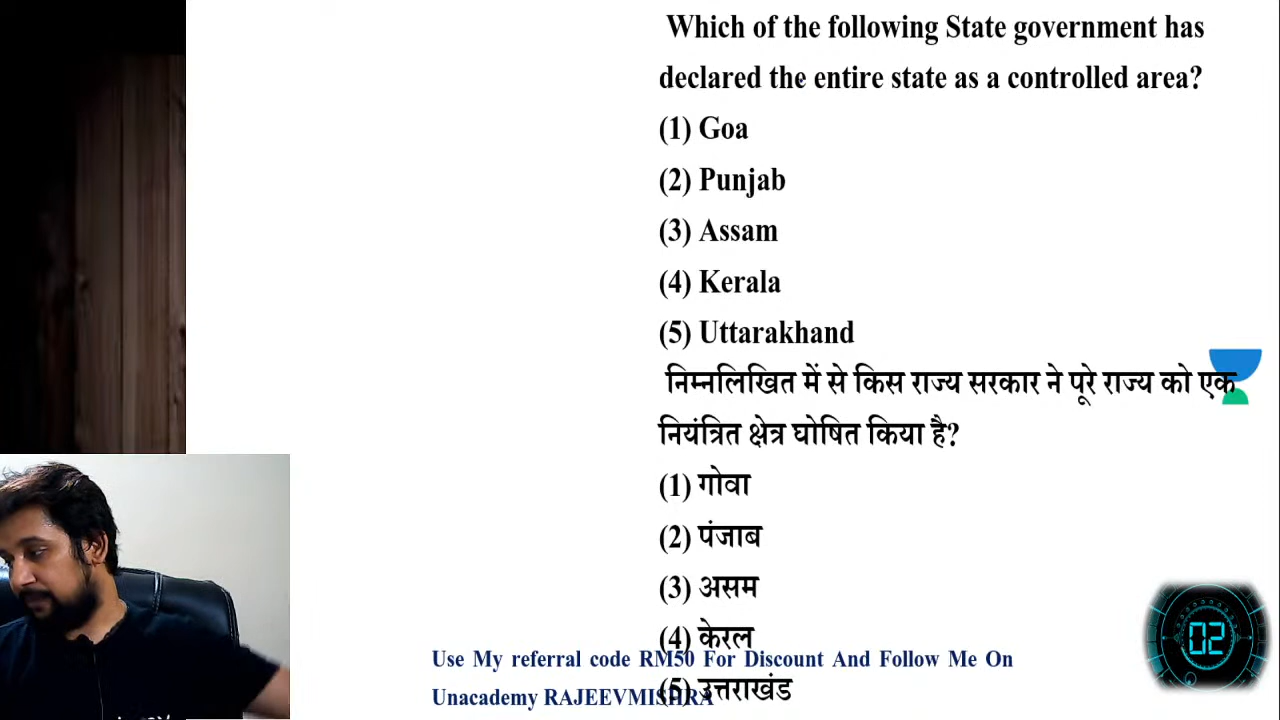 Which of the following State government has
declared the entire state as a controlled area?
(1) Goa
(2) Punjab
(3) Assam
(4) Kerala
(5) Uttarakhand
निम्नलिखित में से किस राज्य सरकार ने पूरे राज्य को एक
नियंत्रित क्षेत्र घोषित किया है?
(1) गोवा
(2) पंजाब
(3) असम
(4) केरल
(5) उत्तराखंड
Use My referral code RM50 For Discount And Follow Me On
Unacademy RAJEEVMISHRA
02